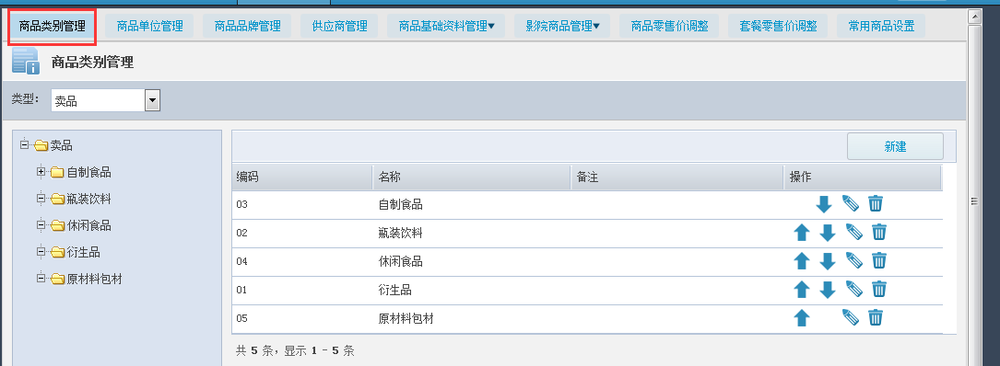 商品类别管理 商品单位管理 商品品牌管理 供应商管理 商品基础资料管理▼ 影院商品管理▼ 商品零售价调整 套餐零售价调整 常用商品设置
商品类别管理
类型： 卖品
卖品
自制食品
瓶装饮料
休闲食品
衍生品
原材料包材
新建
编码 名称 备注 操作
03 自制食品
02 瓶装饮料
04 休闲食品
01 衍生品
05 原材料包材
共 5 条，显示 1 - 5 条